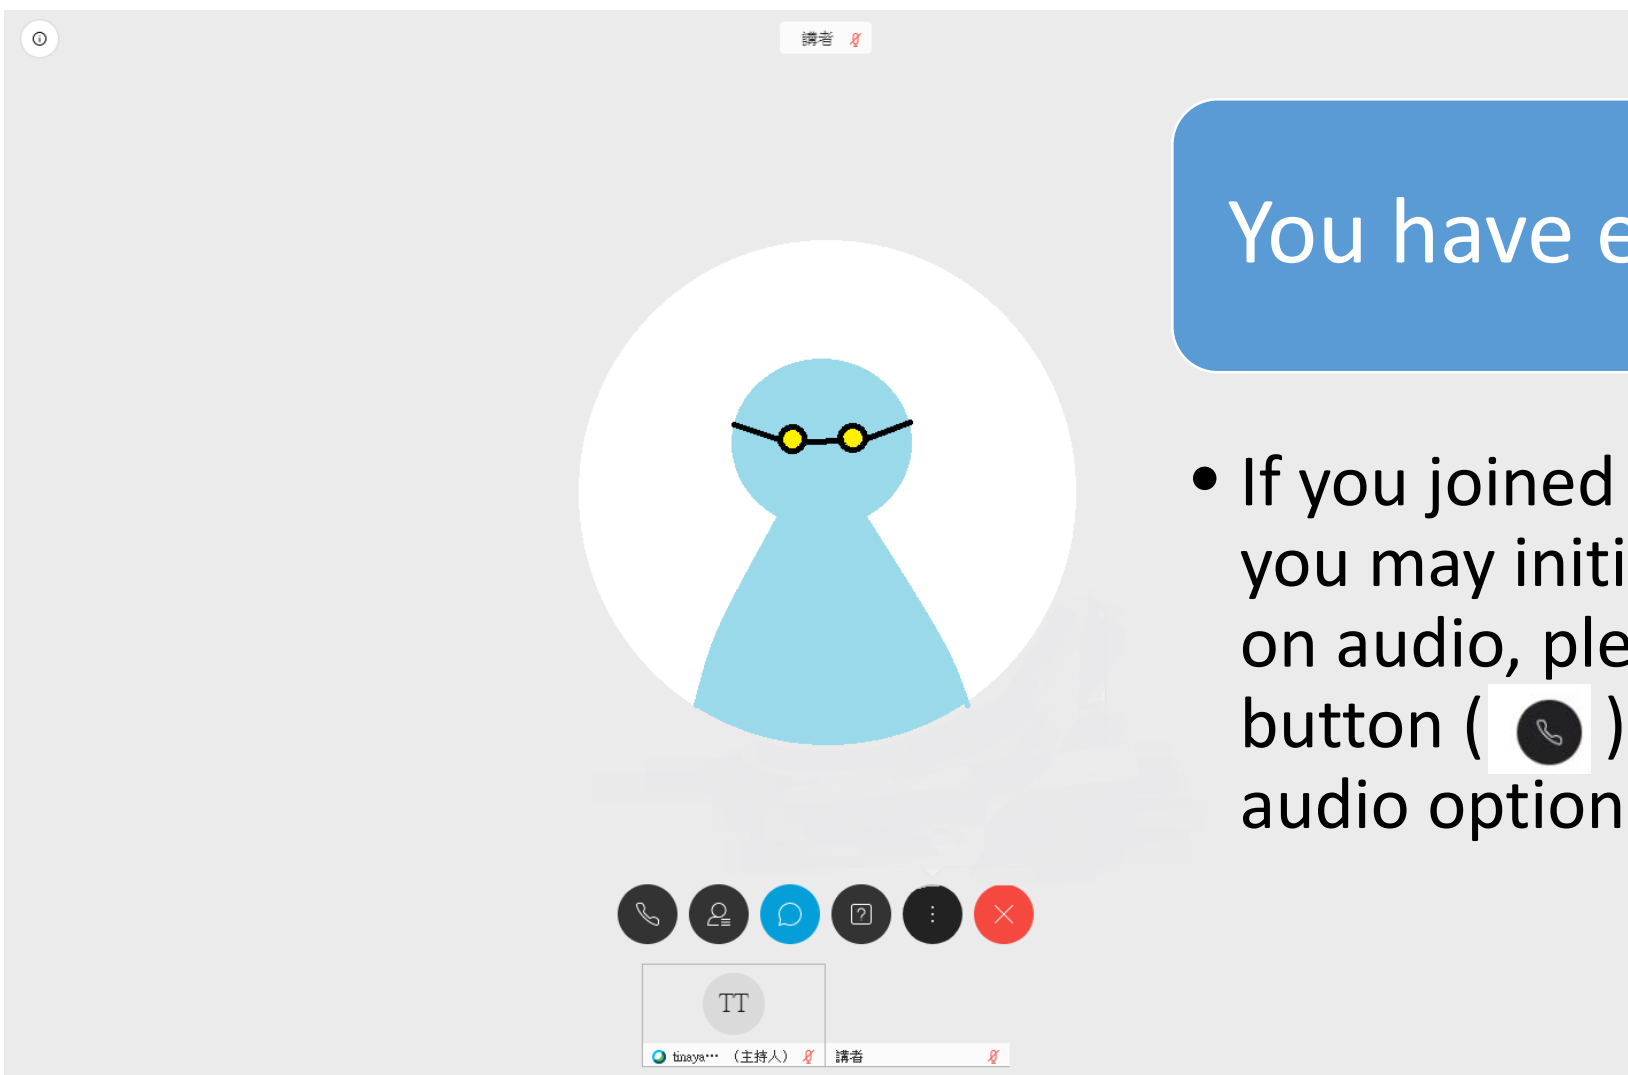 講者
You have e
• If you joined
you may initi
on audio, ple
button ( )
audio option
TT
tinaya… （主持人）
講者